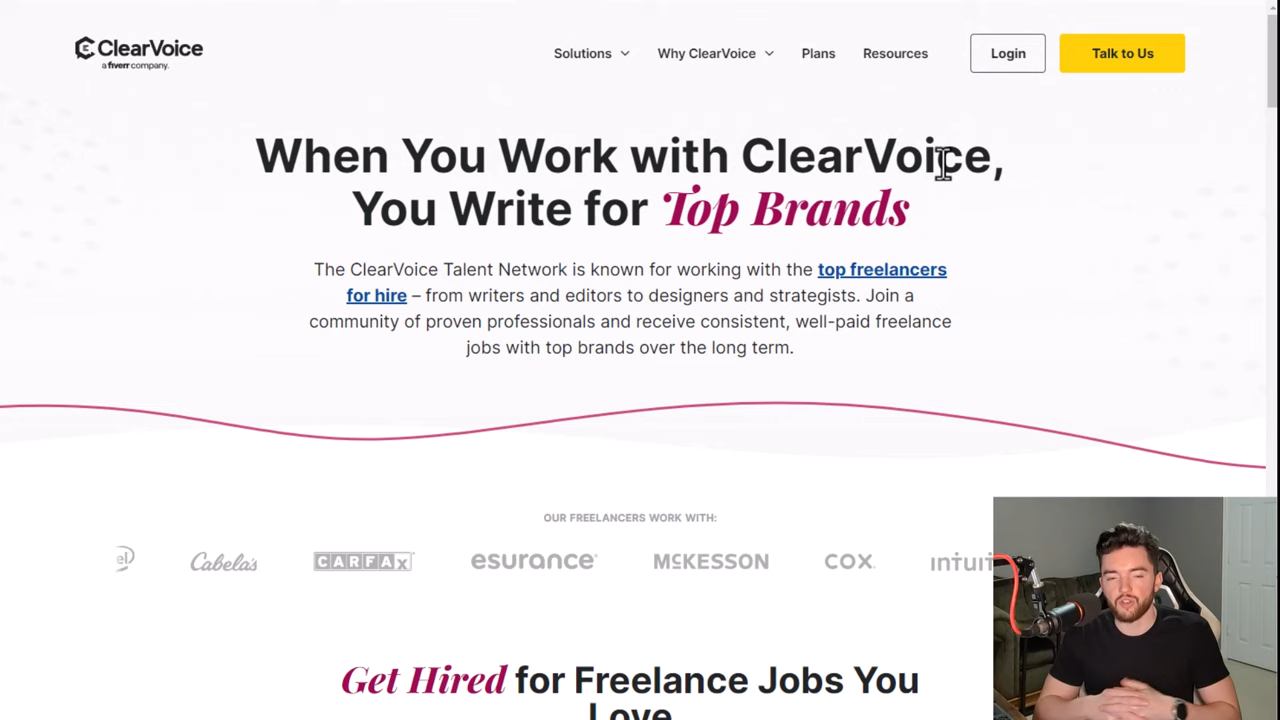 ClearVoice
a fiverr company.
Solutions
Why ClearVoice
Plans
Resources
Login
Talk to Us
When You Work with ClearVoice,
You Write for Top Brands
The ClearVoice Talent Network is known for working with the top freelancers
for hire – from writers and editors to designers and strategists. Join a
community of proven professionals and receive consistent, well-paid freelance
jobs with top brands over the long term.
OUR FREELANCERS WORK WITH:
Cabela's
CARFAX
esurance
MCKESSON
COX
intuit
Get Hired for Freelance Jobs You
Love